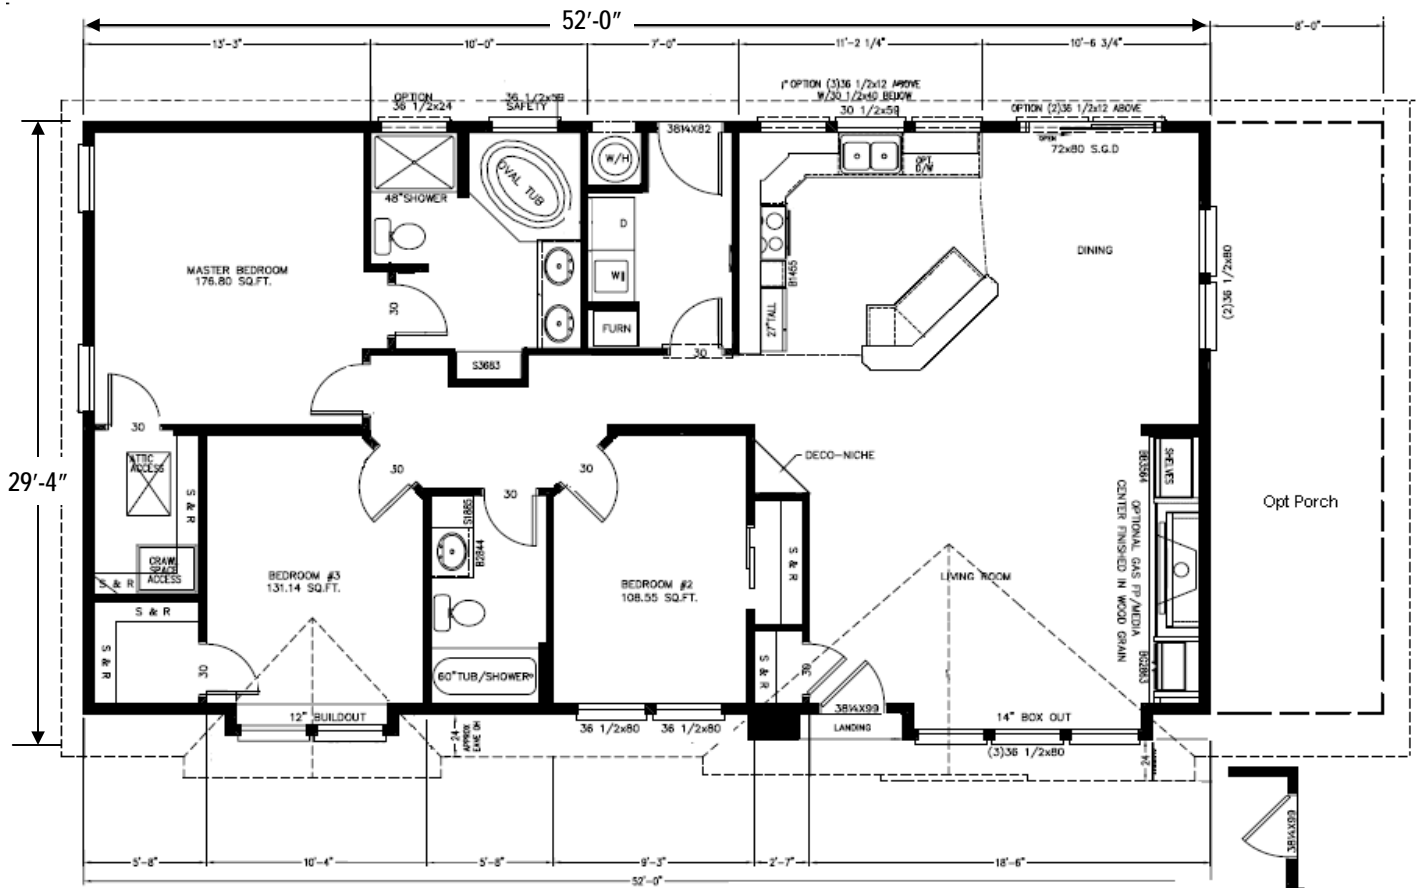 52'-0"
8'-0"
13'-3"
10'-0"
7'-0"
11'-2 1/4"
10'-6 3/4"
OPTION
36 1/2x24
36 1/2x59
SAFETY
1" OPTION (3)36 1/2x12 ABOVE
W/30 1/2x40 BELOW
30 1/2x59
OPTION (2)36 1/2x12 ABOVE
OPEN
72x80 S.G.D
3814X82
W/H
OPT.
D/W
OVAL TUB
48"SHOWER
D
DINING
MASTER BEDROOM
176.80 SQ.FT.
B1465
(2)36 1/2x80
30
27"TALL
FURN
30
S3683
30
ATTIC
ACCESS
S & R
30
30
30
DECO-NICHE
SHELVES
BB3584
29'-4"
OPTIONAL GAS FP/MEDIA
CENTER FINISHED IN WOOD GRAIN
Opt Porch
S1885
B2844
CRAWL
SPACE
ACCESS
S & R
BEDROOM #3
131.14 SQ.FT.
BEDROOM #2
108.55 SQ.FT.
S & R
LIVING ROOM
S & R
S & R
30
60"TUB/SHOWER
S & R
30
BC2863
12" BUILDOUT
24"
APPROX
EAVE OH
36 1/2x80
36 1/2x80
3814X99
LANDING
14" BOX OUT
(3)36 1/2x80
24
3814X99
5'-8"
10'-4"
5'-8"
9'-3"
2'-7"
18'-6"
52'-0"